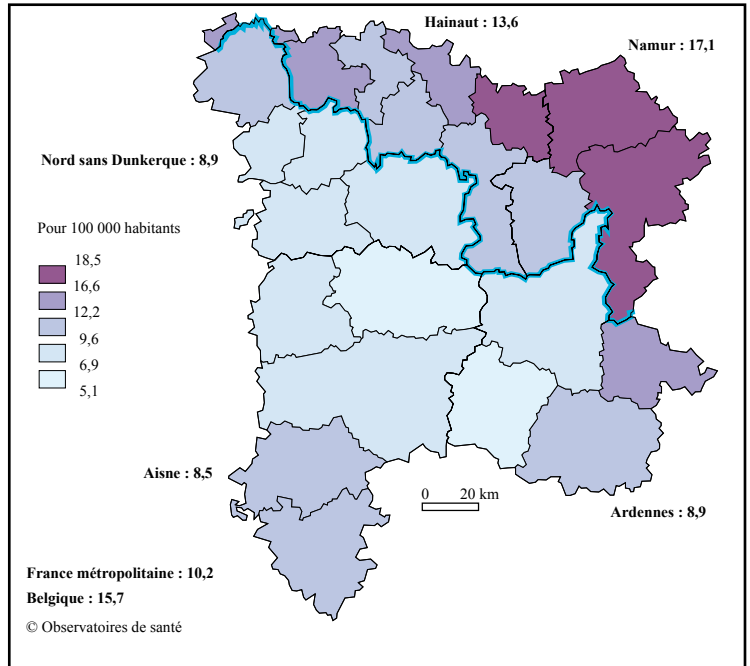 Hainaut : 13,6
Namur : 17,1
Nord sans Dunkerque : 8,9
Pour 100 000 habitants
18,5
16,6
12,2
9,6
6,9
5,1
Aisne : 8,5
0 20 km
Ardennes : 8,9
France métropolitaine : 10,2
Belgique : 15,7
© Observatoires de santé